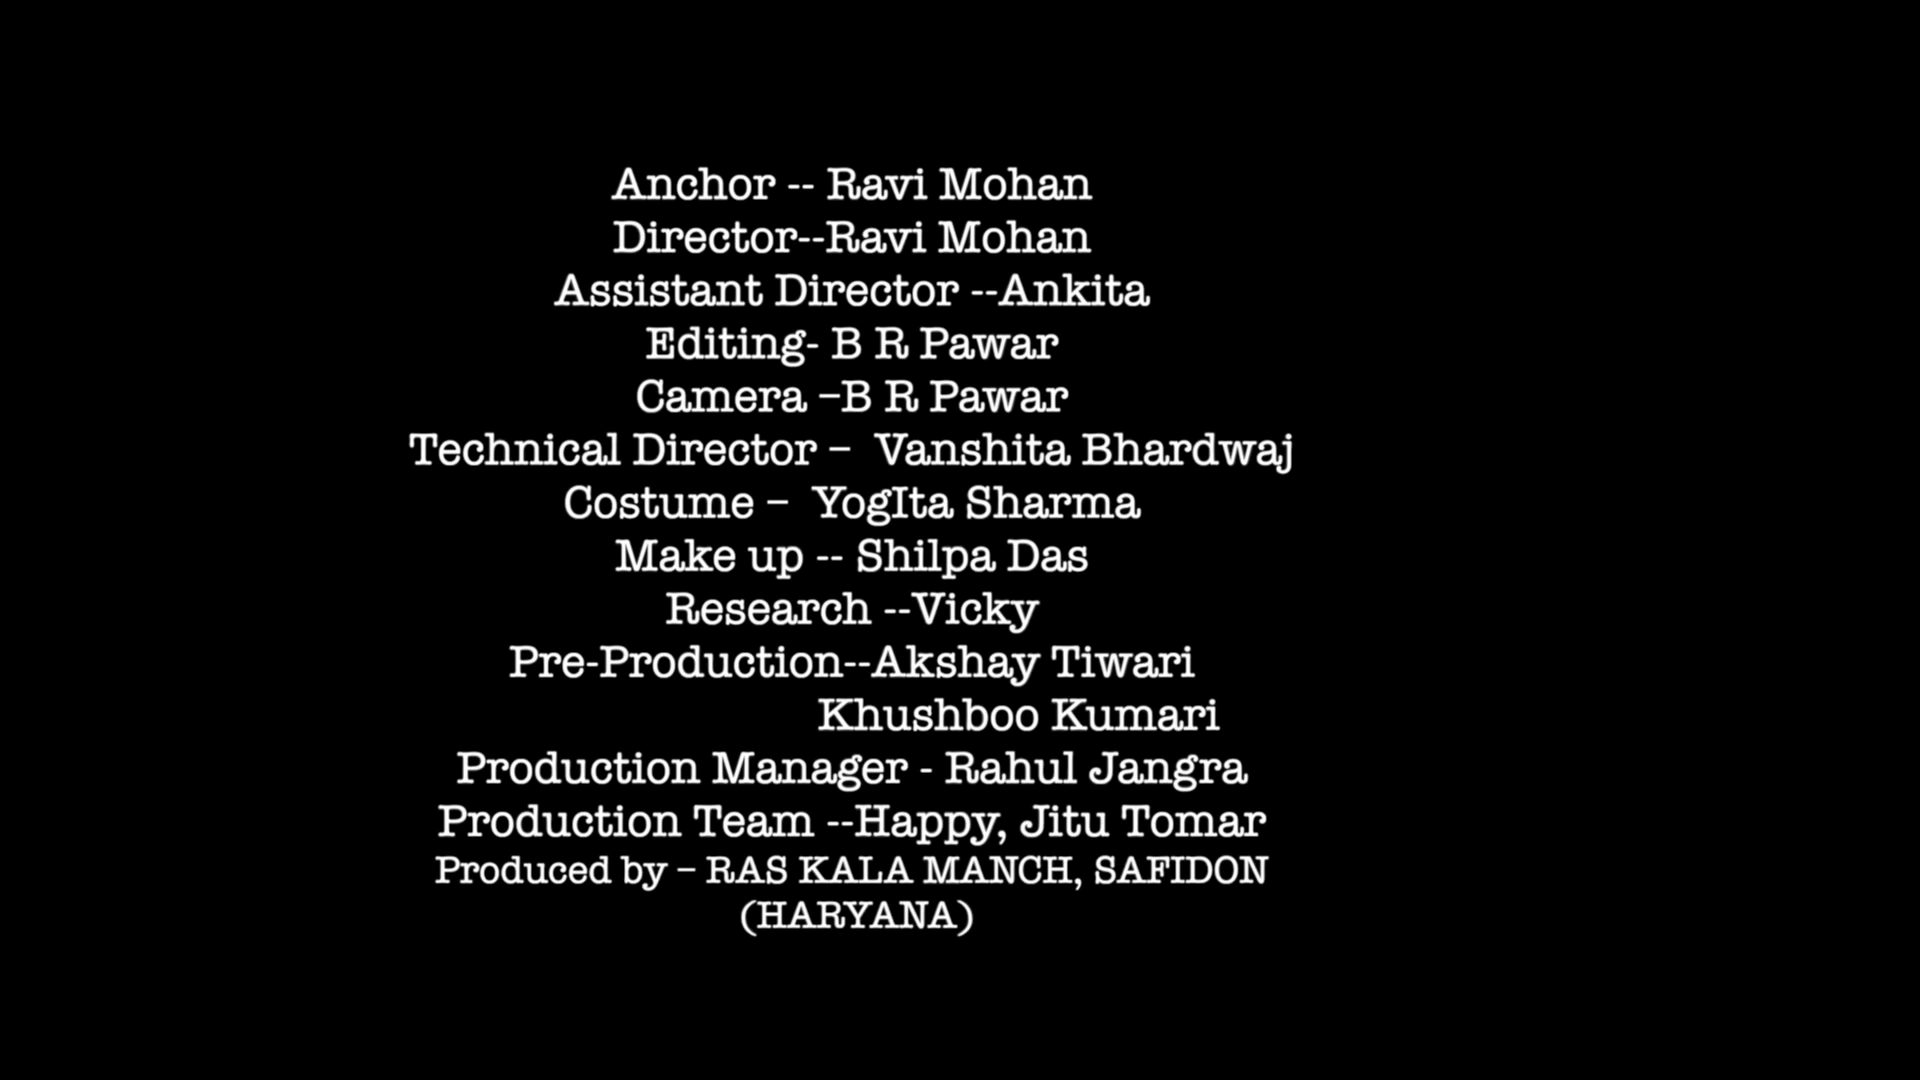 Anchor -- Ravi Mohan
Director--Ravi Mohan
Assistant Director --Ankita
Editing- B R Pawar
Camera –B R Pawar
Technical Director –  Vanshita Bhardwaj
Costume –  YogIta Sharma
Make up -- Shilpa Das
Research --Vicky
Pre-Production--Akshay Tiwari
Khushboo Kumari
Production Manager - Rahul Jangra
Production Team --Happy, Jitu Tomar
Produced by – RAS KALA MANCH, SAFIDON
(HARYANA)